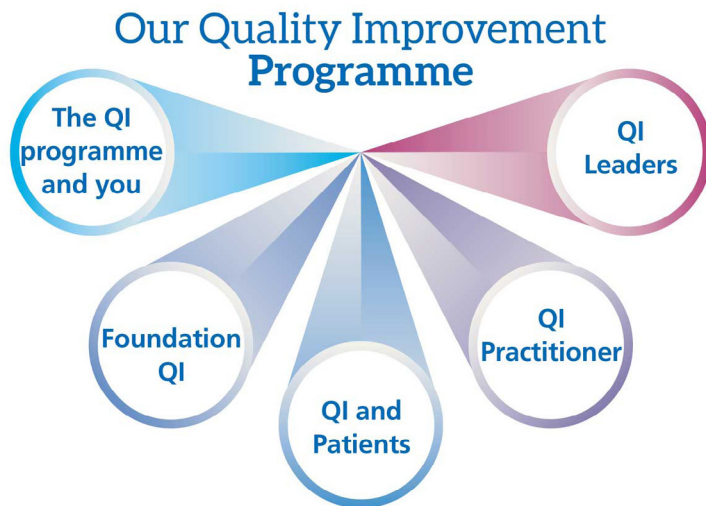 Our Quality Improvement
Programme
The QI
programme
and you
QI
Leaders
Foundation
QI
QI
Practitioner
QI and
Patients